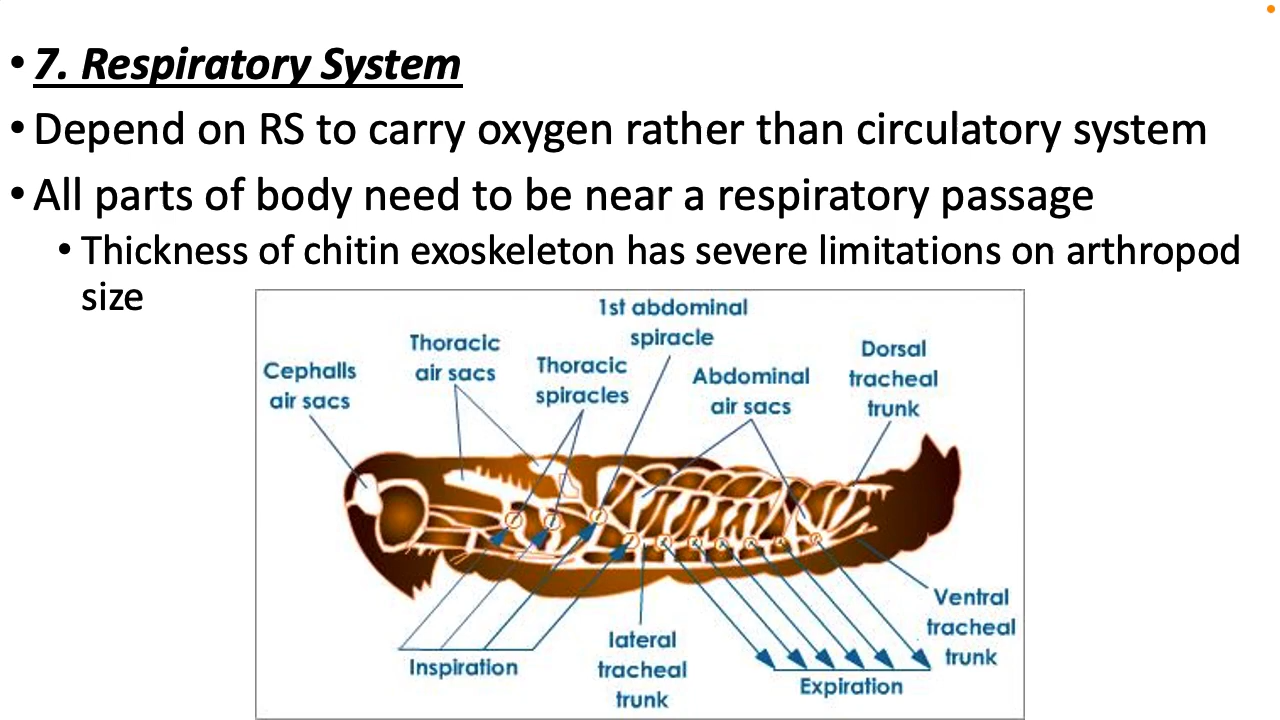 • 7. Respiratory System
• Depend on RS to carry oxygen rather than circulatory system
• All parts of body need to be near a respiratory passage
• Thickness of chitin exoskeleton has severe limitations on arthropod
size
1st abdominal
spiracle
Thoracic
air sacs
Thoracic
spiracles
Cephalls
air sacs
Abdominal
air sacs
Dorsal
tracheal
trunk
Inspiration
lateral
tracheal
trunk
Expiration
Ventral
tracheal
trunk